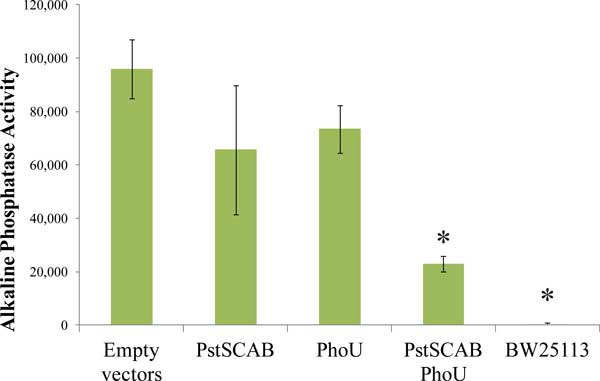 Alkaline Phosphatase Activity
120,000
100,000
80,000
60,000
40,000
20,000
0
*
*
Empty
vectors
PstSCAB
PhoU
PstSCAB
PhoU
BW25113